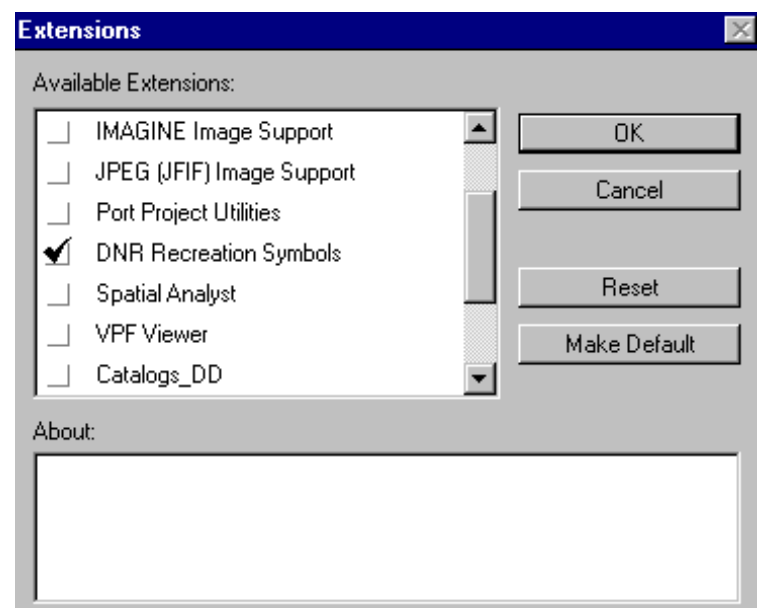 Extensions
Available Extensions:
IMAGINE Image Support
JPEG (JFIF) Image Support
Port Project Utilities
DNR Recreation Symbols
Spatial Analyst
VPF Viewer
Catalogs_DD
OK
Cancel
Reset
Make Default
About: